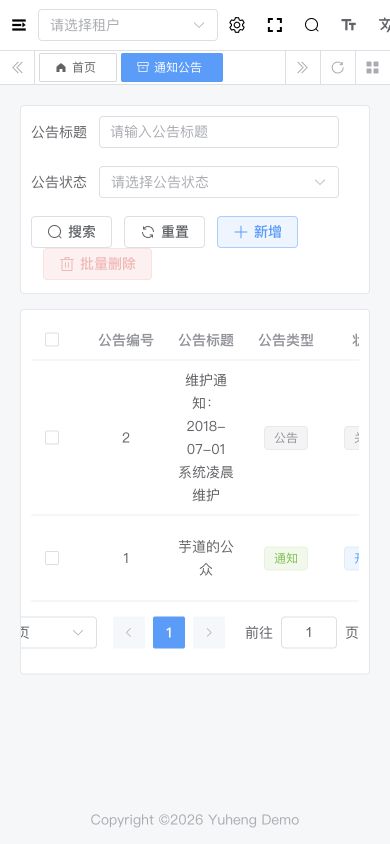 请选择租户
首页
通知公告
公告标题
请输入公告标题
公告状态
请选择公告状态
搜索
重置
新增
批量删除
公告编号 公告标题 公告类型
2
维护通
知：
2018-
07-01
系统凌晨
维护
公告
1
芋道的公
众
通知
页
1
前往
1
页
Copyright ©2026 Yuheng Demo